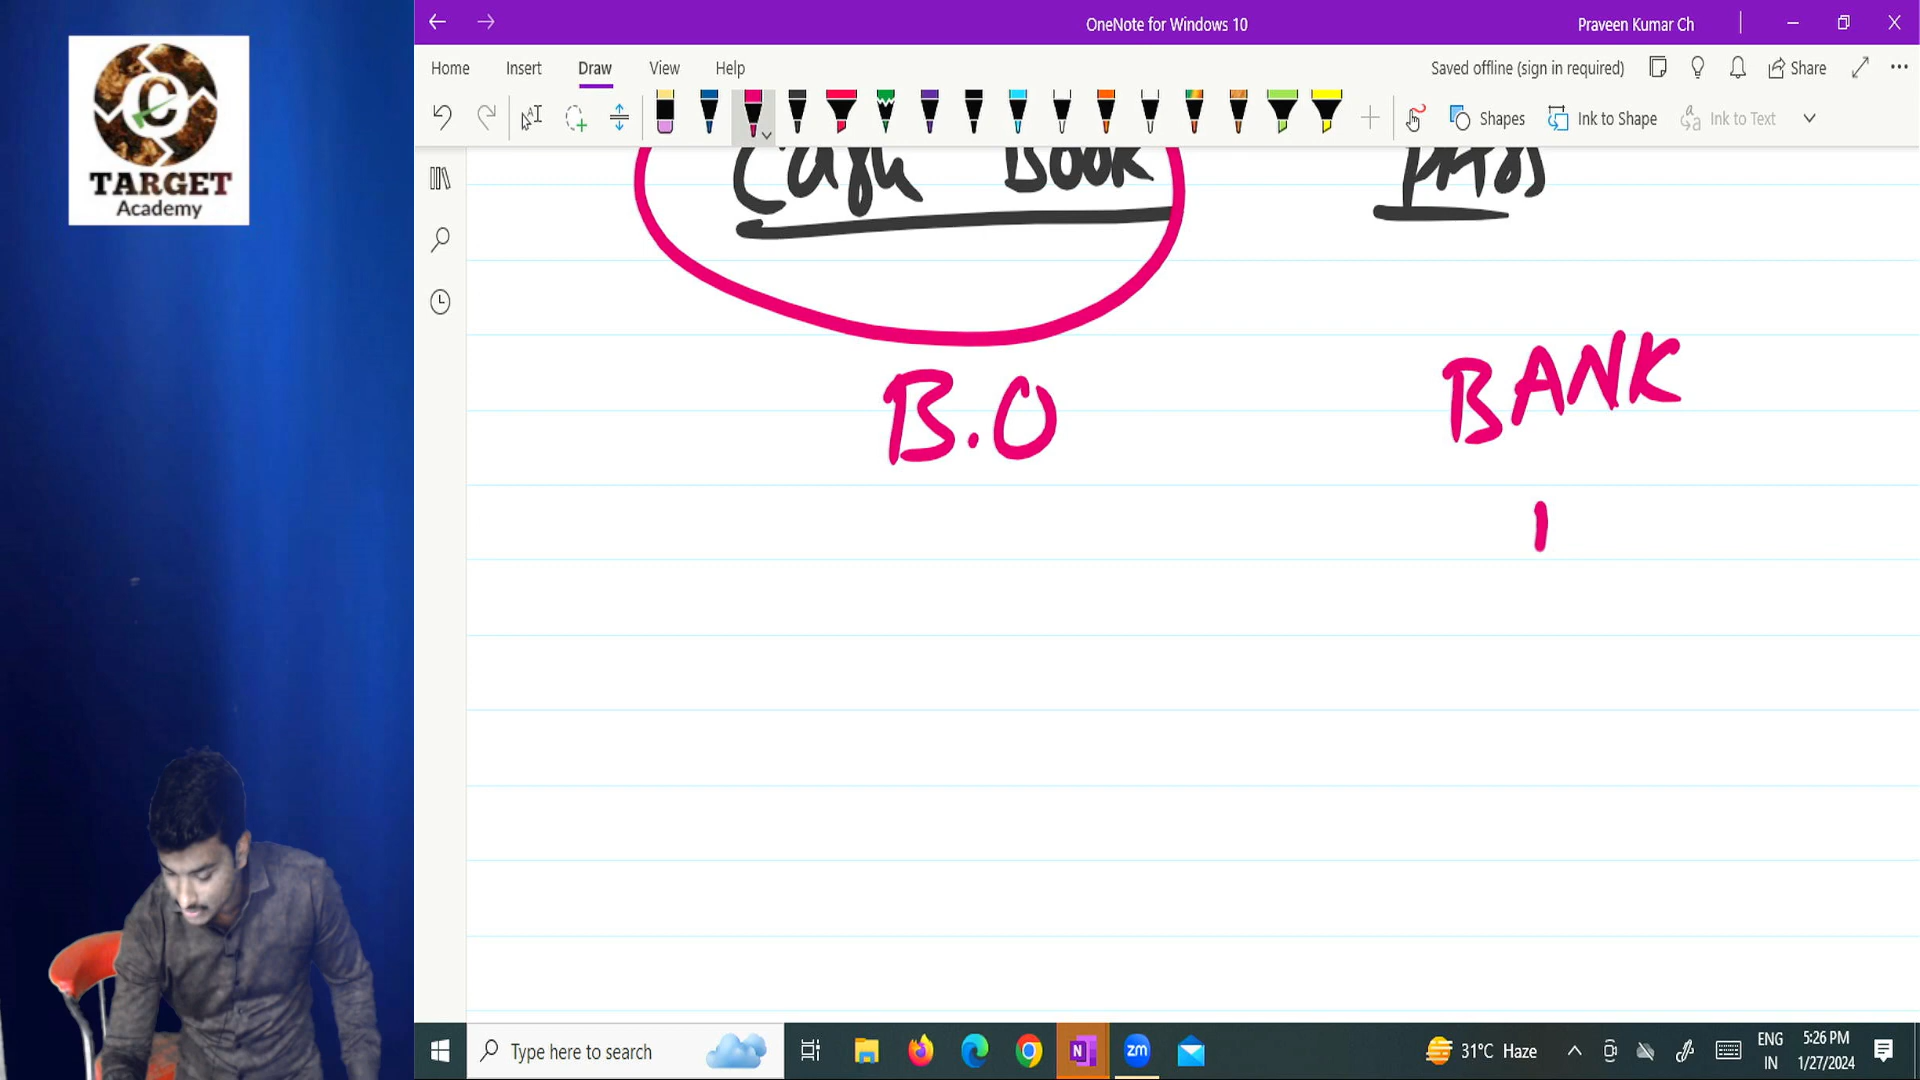 TARGET
Academy
OneNote for Windows 10
Praveen Kumar Ch
Home Insert Draw View Help
Saved offline (sign in required)
Share
Shapes
Ink to Shape
Ink to Text
Cash Book
PASS
B.O
BANK
Type here to search
31°C Haze
ENG
IN
5:26 PM
1/27/2024